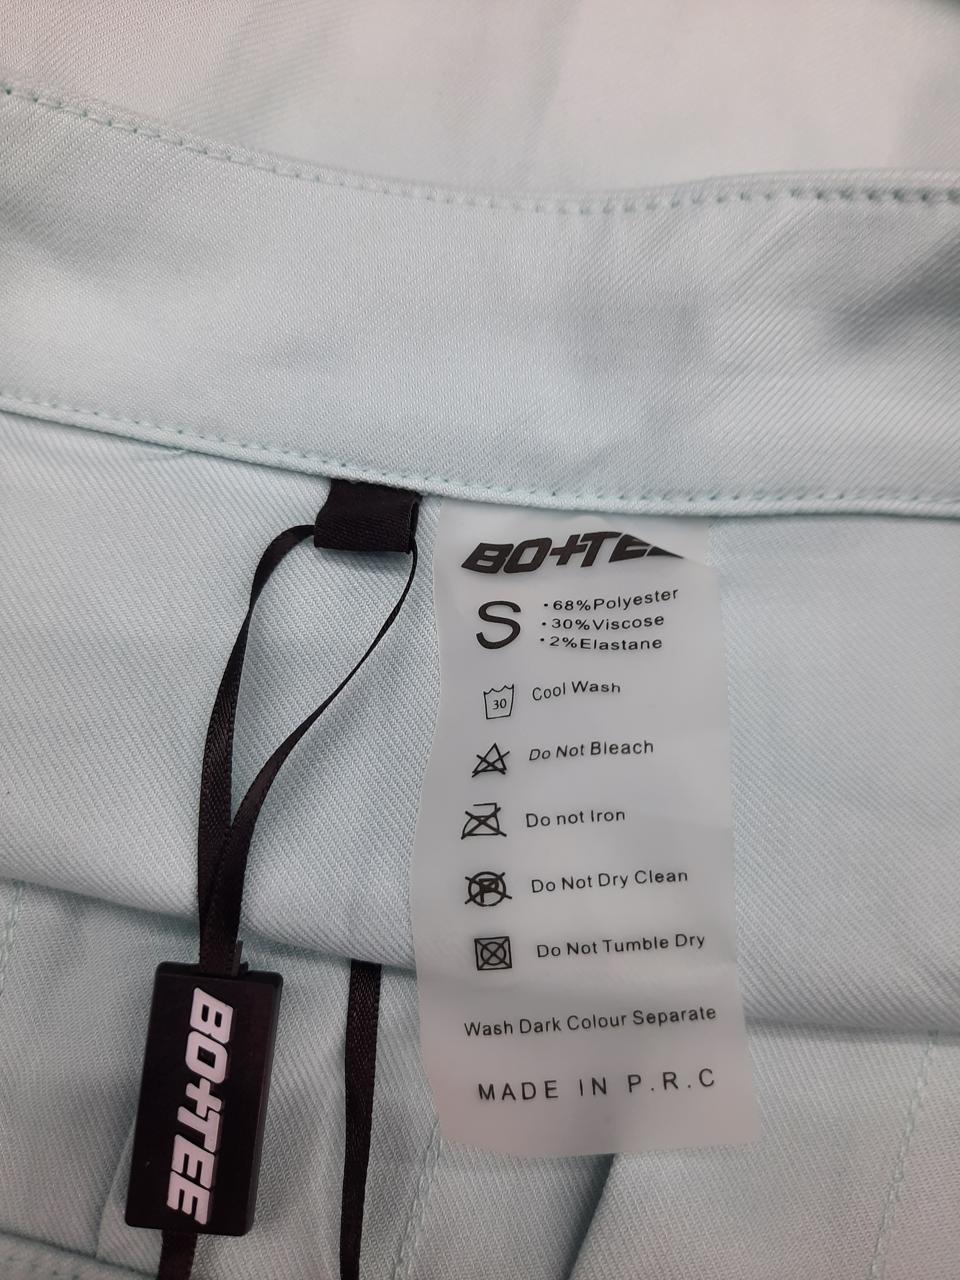 BO+TEE
S
·68%Polyester
·30%Viscose
·2%Elastane
30
Cool Wash
Do Not Bleach
Do not Iron
P
Do Not Dry Clean
Do Not Tumble Dry
Wash Dark Colour Separate
MADE IN P.R.C
BO+TEE